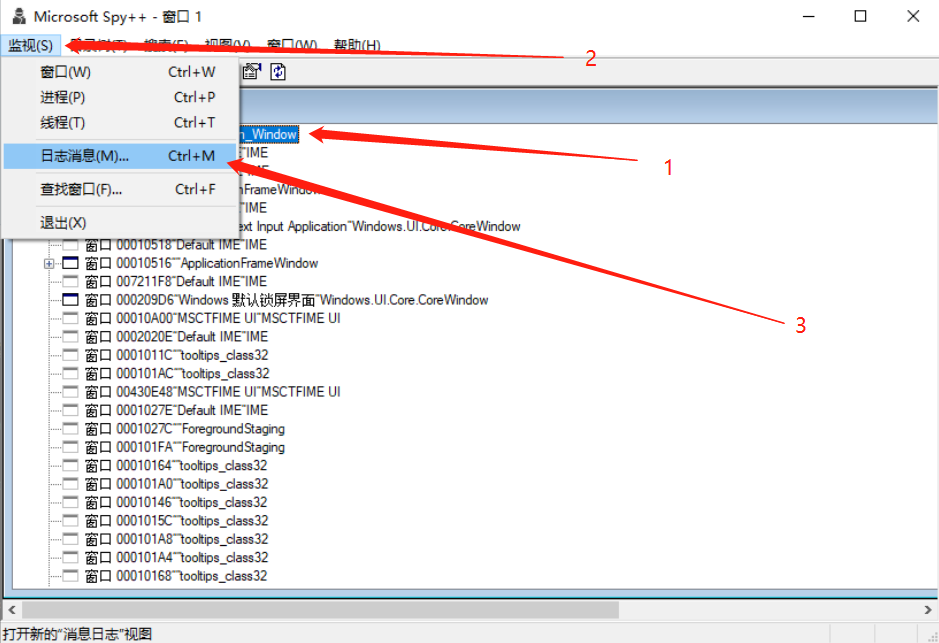 Microsoft Spy++ - 窗口 1
监视(S) 视图(V) 窗口(W) 帮助(H)
2
窗口(W) Ctrl+W
进程(P) Ctrl+P
线程(T) Ctrl+T
n_Window
1
日志消息(M)... Ctrl+M
"IME
查找窗口(F)... Ctrl+F
nFrameWindow
"IME
退出(X)
ext Input Application"Windows.UI.Core.CoreWindow
窗口 00010518"Default IME"IME
窗口 00010516""ApplicationFrameWindow
窗口 007211F8"Default IME"IME
窗口 000209D6"Windows 默认锁屏界面"Windows.UI.Core.CoreWindow
窗口 00010A00"MSCTFIME UI"MSCTFIME UI
3
窗口 0002020E"Default IME"IME
窗口 0001011C""tooltips_class32
窗口 000101AC""tooltips_class32
窗口 00430E48"MSCTFIME UI"MSCTFIME UI
窗口 0001027E"Default IME"IME
窗口 0001027C""ForegroundStaging
窗口 000101FA""ForegroundStaging
窗口 00010164""tooltips_class32
窗口 000101A0""tooltips_class32
窗口 00010146""tooltips_class32
窗口 0001015C""tooltips_class32
窗口 000101A8""tooltips_class32
窗口 000101A4""tooltips_class32
窗口 00010168""tooltips_class32
打开新的“消息日志”视图